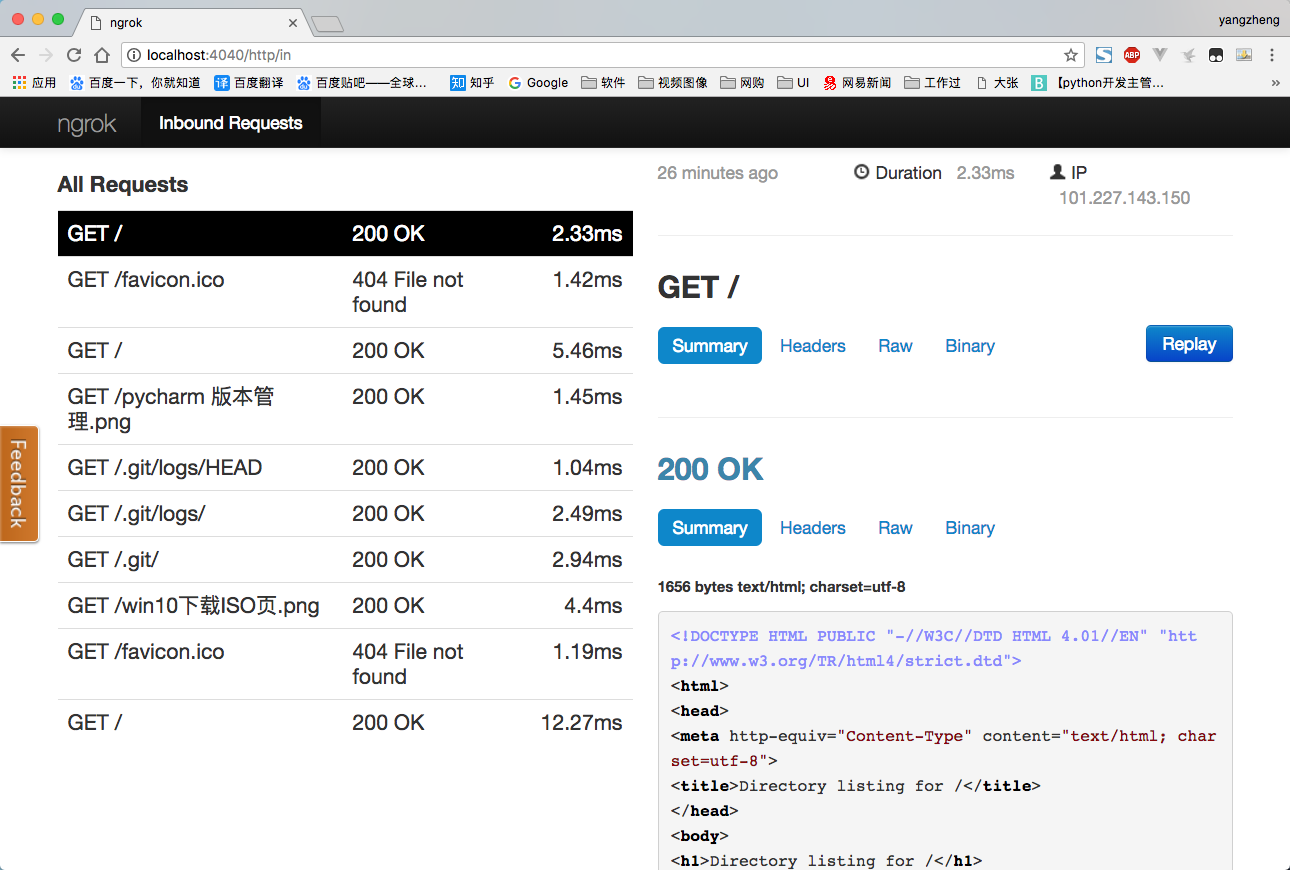 ngrok
yangzheng
localhost:4040/http/in
ABP
应用
百度一下，你就知道
译 百度翻译
百度贴吧——全球...
知 知乎
Google
软件
视频图像
网购
UI
网易新闻
工作过
大张
B 【python开发主管...
ngrok
Inbound Requests
All Requests
GET / 200 OK 2.33ms
GET /favicon.ico 404 File not
found 1.42ms
GET / 200 OK 5.46ms
GET /pycharm 版本管
理.png 200 OK 1.45ms
GET /.git/logs/HEAD 200 OK 1.04ms
GET /.git/logs/ 200 OK 2.49ms
GET /.git/ 200 OK 2.94ms
GET /win10下载ISO页.png 200 OK 4.4ms
GET /favicon.ico 404 File not
found 1.19ms
GET / 200 OK 12.27ms
Feedback
26 minutes ago
Duration 2.33ms
IP
101.227.143.150
GET /
Summary Headers Raw Binary Replay
200 OK
Summary Headers Raw Binary
1656 bytes text/html; charset=utf-8
<!DOCTYPE HTML PUBLIC "-//W3C//DTD HTML 4.01//EN" "htt
p://www.w3.org/TR/html4/strict.dtd">
<html>
<head>
<meta http-equiv="Content-Type" content="text/html; char
set=utf-8">
<title>Directory listing for /</title>
</head>
<body>
<h1>Directory listing for /</h1>